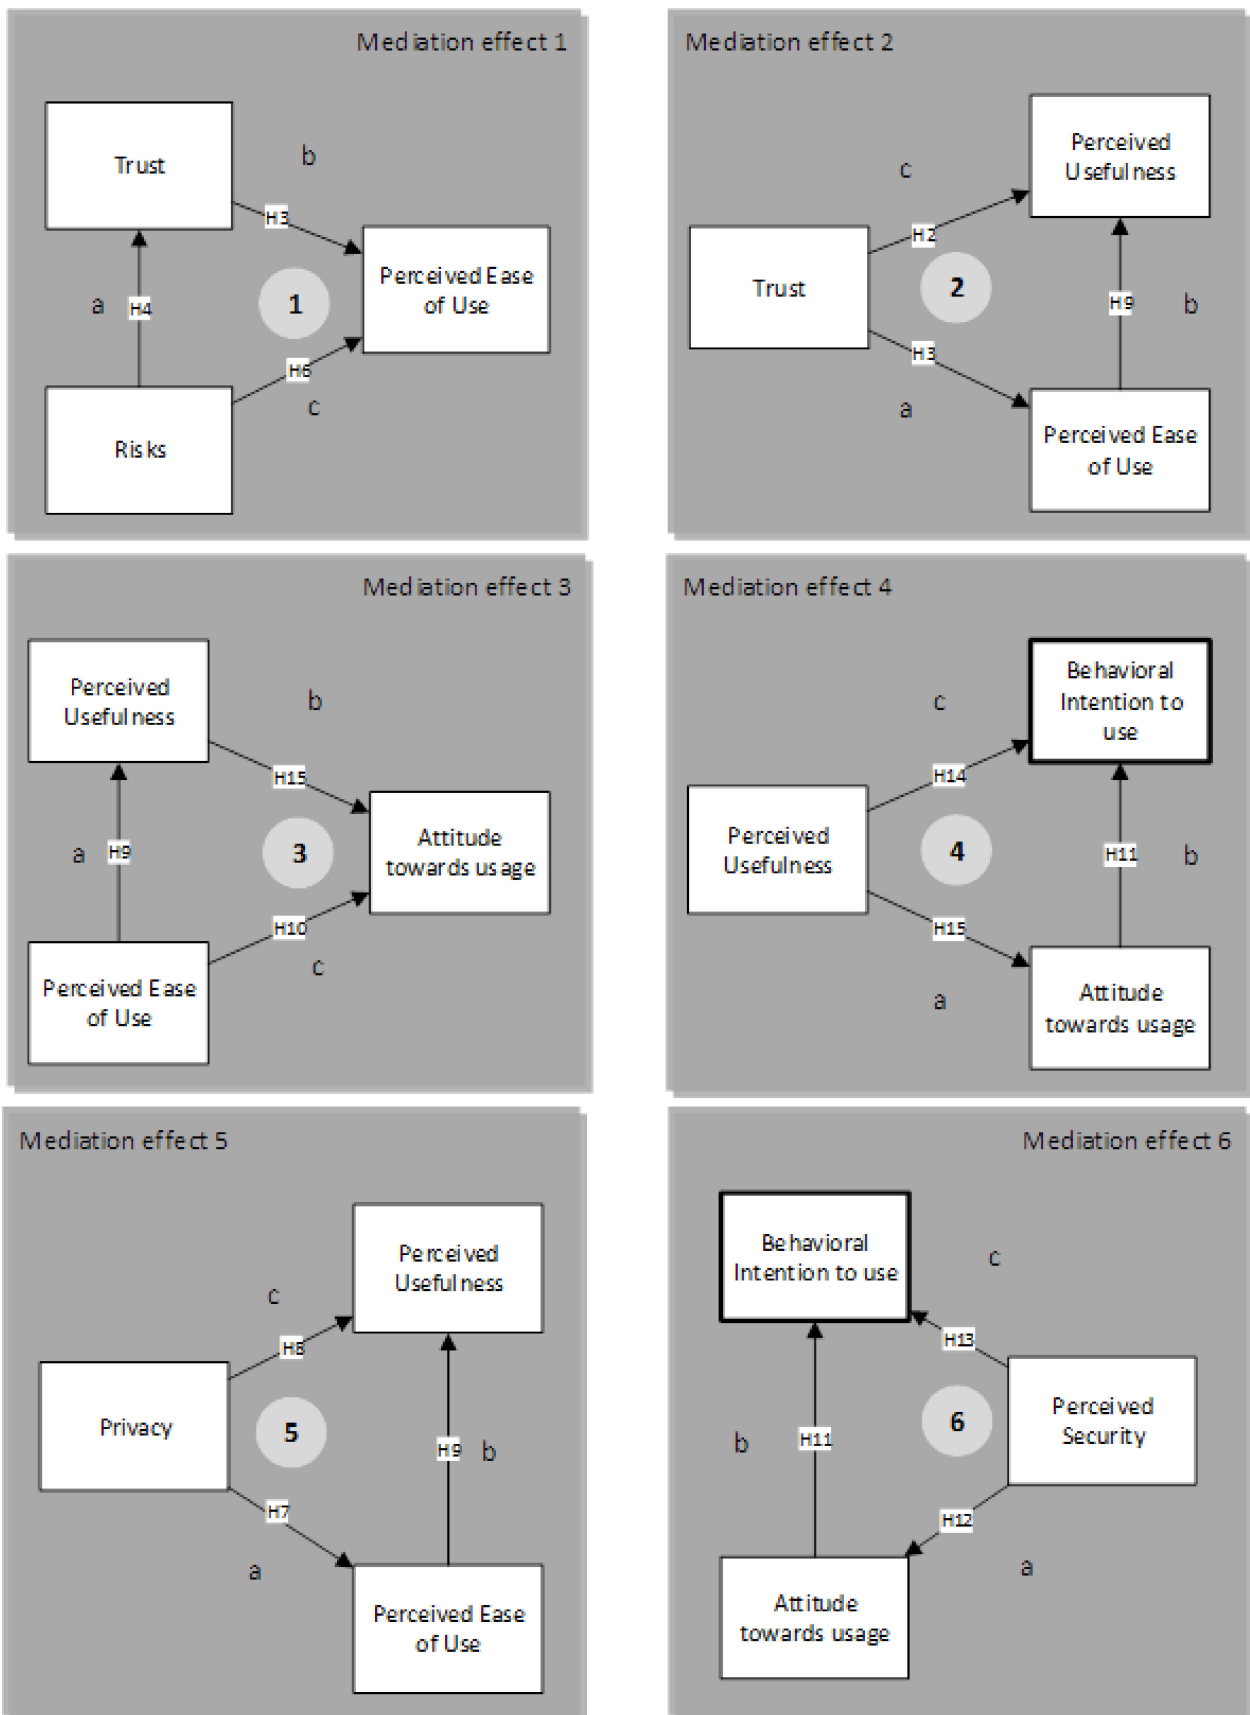 Mediation effect 1
Trust
b
H3
Perceived Ease
of Use
1
a
H4
H6
c
Risks
Mediation effect 2
Perceived
Usefulness
c
H2
Trust
2
H9
b
H3
a
Perceived Ease
of Use
Mediation effect 3
Perceived
Usefulness
b
H15
a
H9
3
Attitude
towards usage
H10
c
Perceived Ease
of Use
Mediation effect 4
Behavioral
Intention to
use
c
H14
Perceived
Usefulness
4
H11
b
H15
a
Attitude
towards usage
Mediation effect 5
Perceived
Usefulness
c
H8
Privacy
5
H9
b
H7
a
Perceived Ease
of Use
Mediation effect 6
Behavioral
Intention to use
c
H13
Perceived
Security
6
b
H11
H12
a
Attitude
towards usage